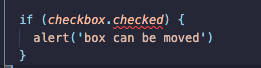 if (checkbox.checked) {
  alert('box can be moved')
}